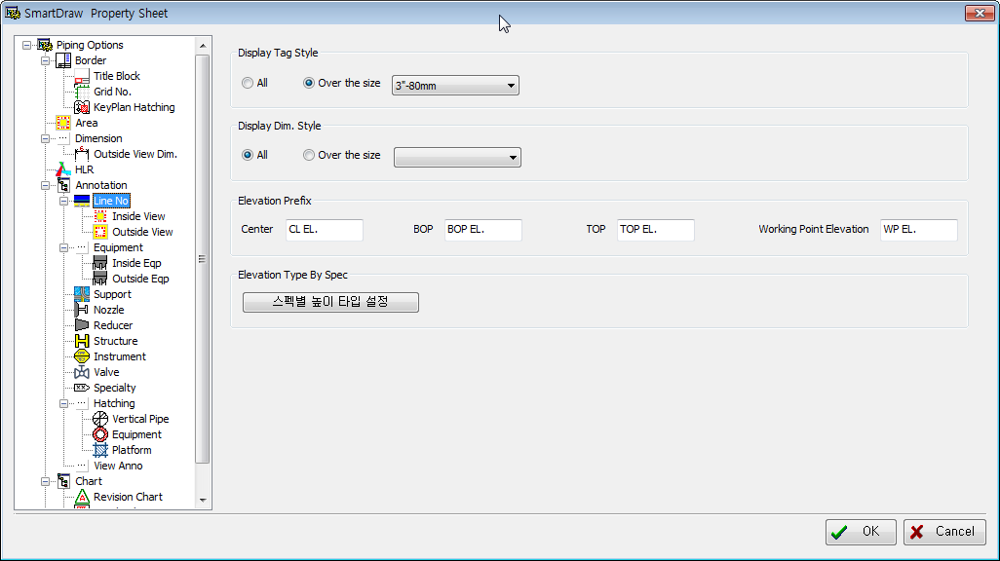 SmartDraw Property Sheet
Piping Options
Border
Title Block
Grid No.
KeyPlan Hatching
Area
Dimension
Outside View Dim.
HLR
Annotation
Line No
Inside View
Outside View
Equipment
Inside Eqp
Outside Eqp
Support
Nozzle
Reducer
Structure
Instrument
Valve
Specialty
Hatching
Vertical Pipe
Equipment
Platform
View Anno
Chart
Revision Chart
Display Tag Style
All Over the size 3"-80mm
Display Dim. Style
All Over the size
Elevation Prefix
Center CL EL. BOP BOP EL. TOP TOP EL. Working Point Elevation WP EL.
Elevation Type By Spec
스펙별 높이 타입 설정
OK Cancel